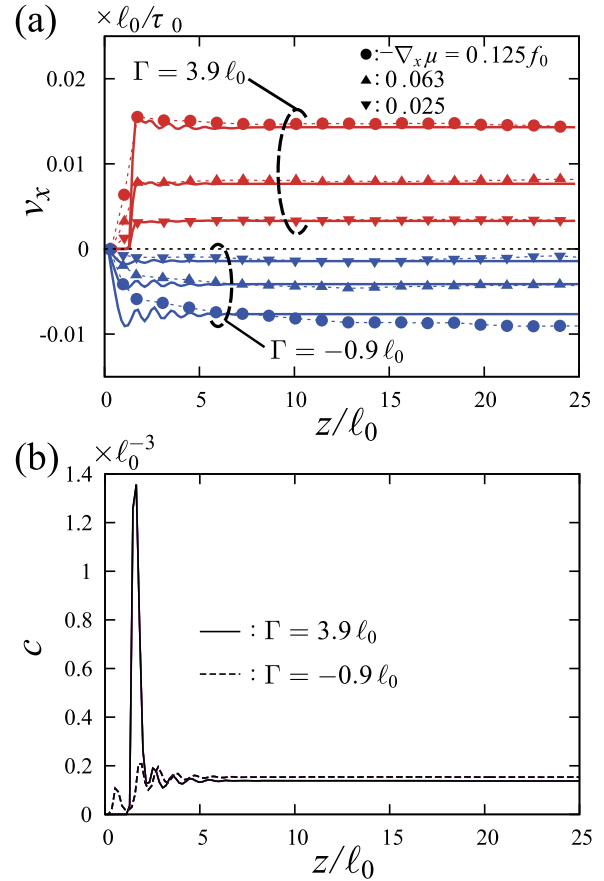 (a)
× ℓ₀/τ ₀
0.02
0.01
0
-0.01
vₓ
Γ = 3.9 ℓ₀
●:−∇ₓμ = 0.125f₀
▲: 0.063
▼: 0.025
Γ = −0.9 ℓ₀
0 5 10 15 20 25
z/ℓ₀
(b)
× ℓ₀⁻³
1.4
1.2
1
0.8
0.6
0.4
0.2
0
c
: Γ = 3.9 ℓ₀
: Γ = −0.9 ℓ₀
0 5 10 15 20 25
z/ℓ₀